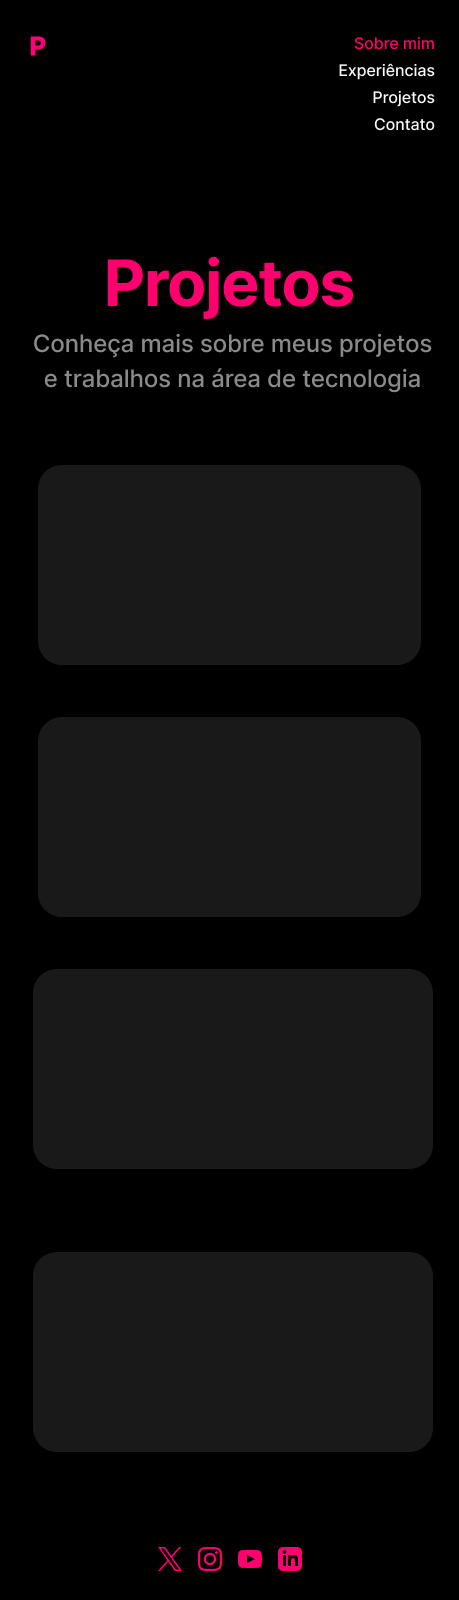 P
Sobre mim
Experiências
Projetos
Contato
Projetos
Conheça mais sobre meus projetos
e trabalhos na área de tecnologia